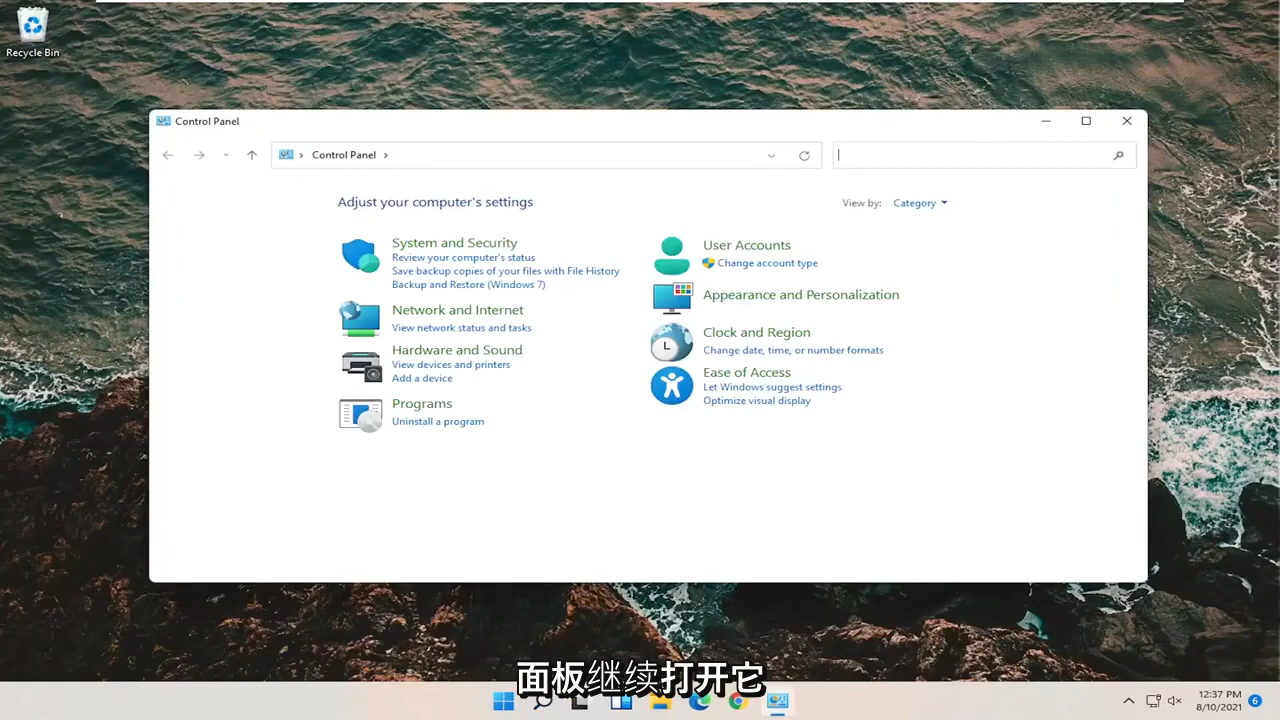 Recycle Bin
Control Panel
Control Panel
Adjust your computer's settings
View by: Category
System and Security
Review your computer's status
Save backup copies of your files with File History
Backup and Restore (Windows 7)
Network and Internet
View network status and tasks
Hardware and Sound
View devices and printers
Add a device
Programs
Uninstall a program
User Accounts
Change account type
Appearance and Personalization
Clock and Region
Change date, time, or number formats
Ease of Access
Let Windows suggest settings
Optimize visual display
面板继续打开它
12:37 PM
8/10/2021
6